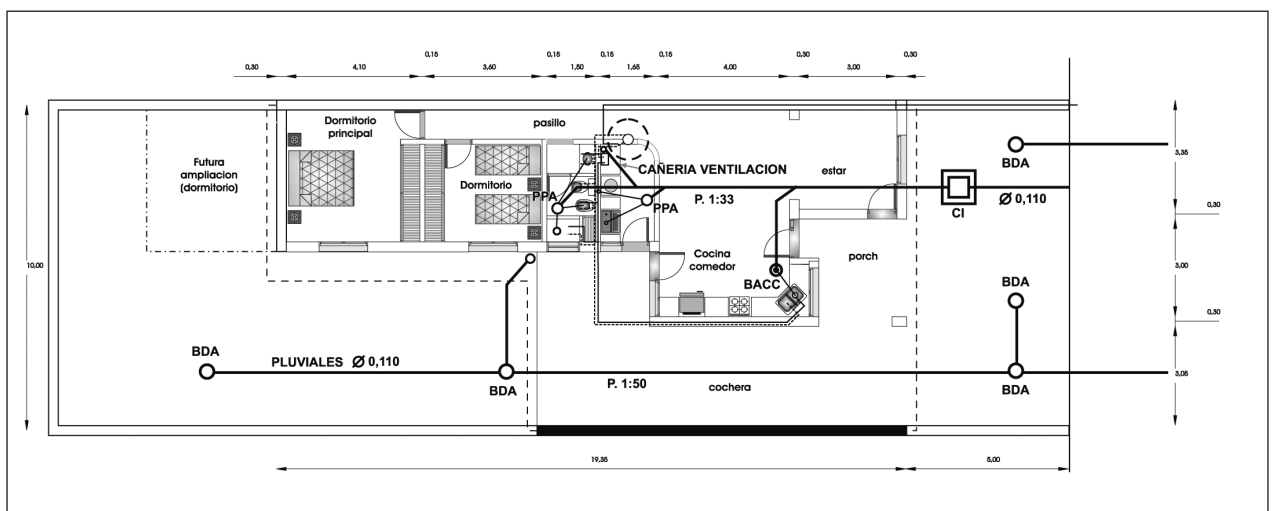 0,15
0,15
0,15
0,15
0,30
0,30
0,30
4,10
3,60
1,50
1,65
4,00
3,00
Dormitorio
principal
pasillo
Futura
ampliacion
(dormitorio)
Dormitorio
CAÑERIA VENTILACION
estar
BDA
3,35
PPA
PPA
P. 1:33
CI
Ø 0,110
0,30
10,00
Cocina
comedor
porch
3,00
BACC
BDA
0,30
BDA
PLUVIALES Ø 0,110
BDA
P. 1:50
cochera
BDA
3,05
19,35
5,00